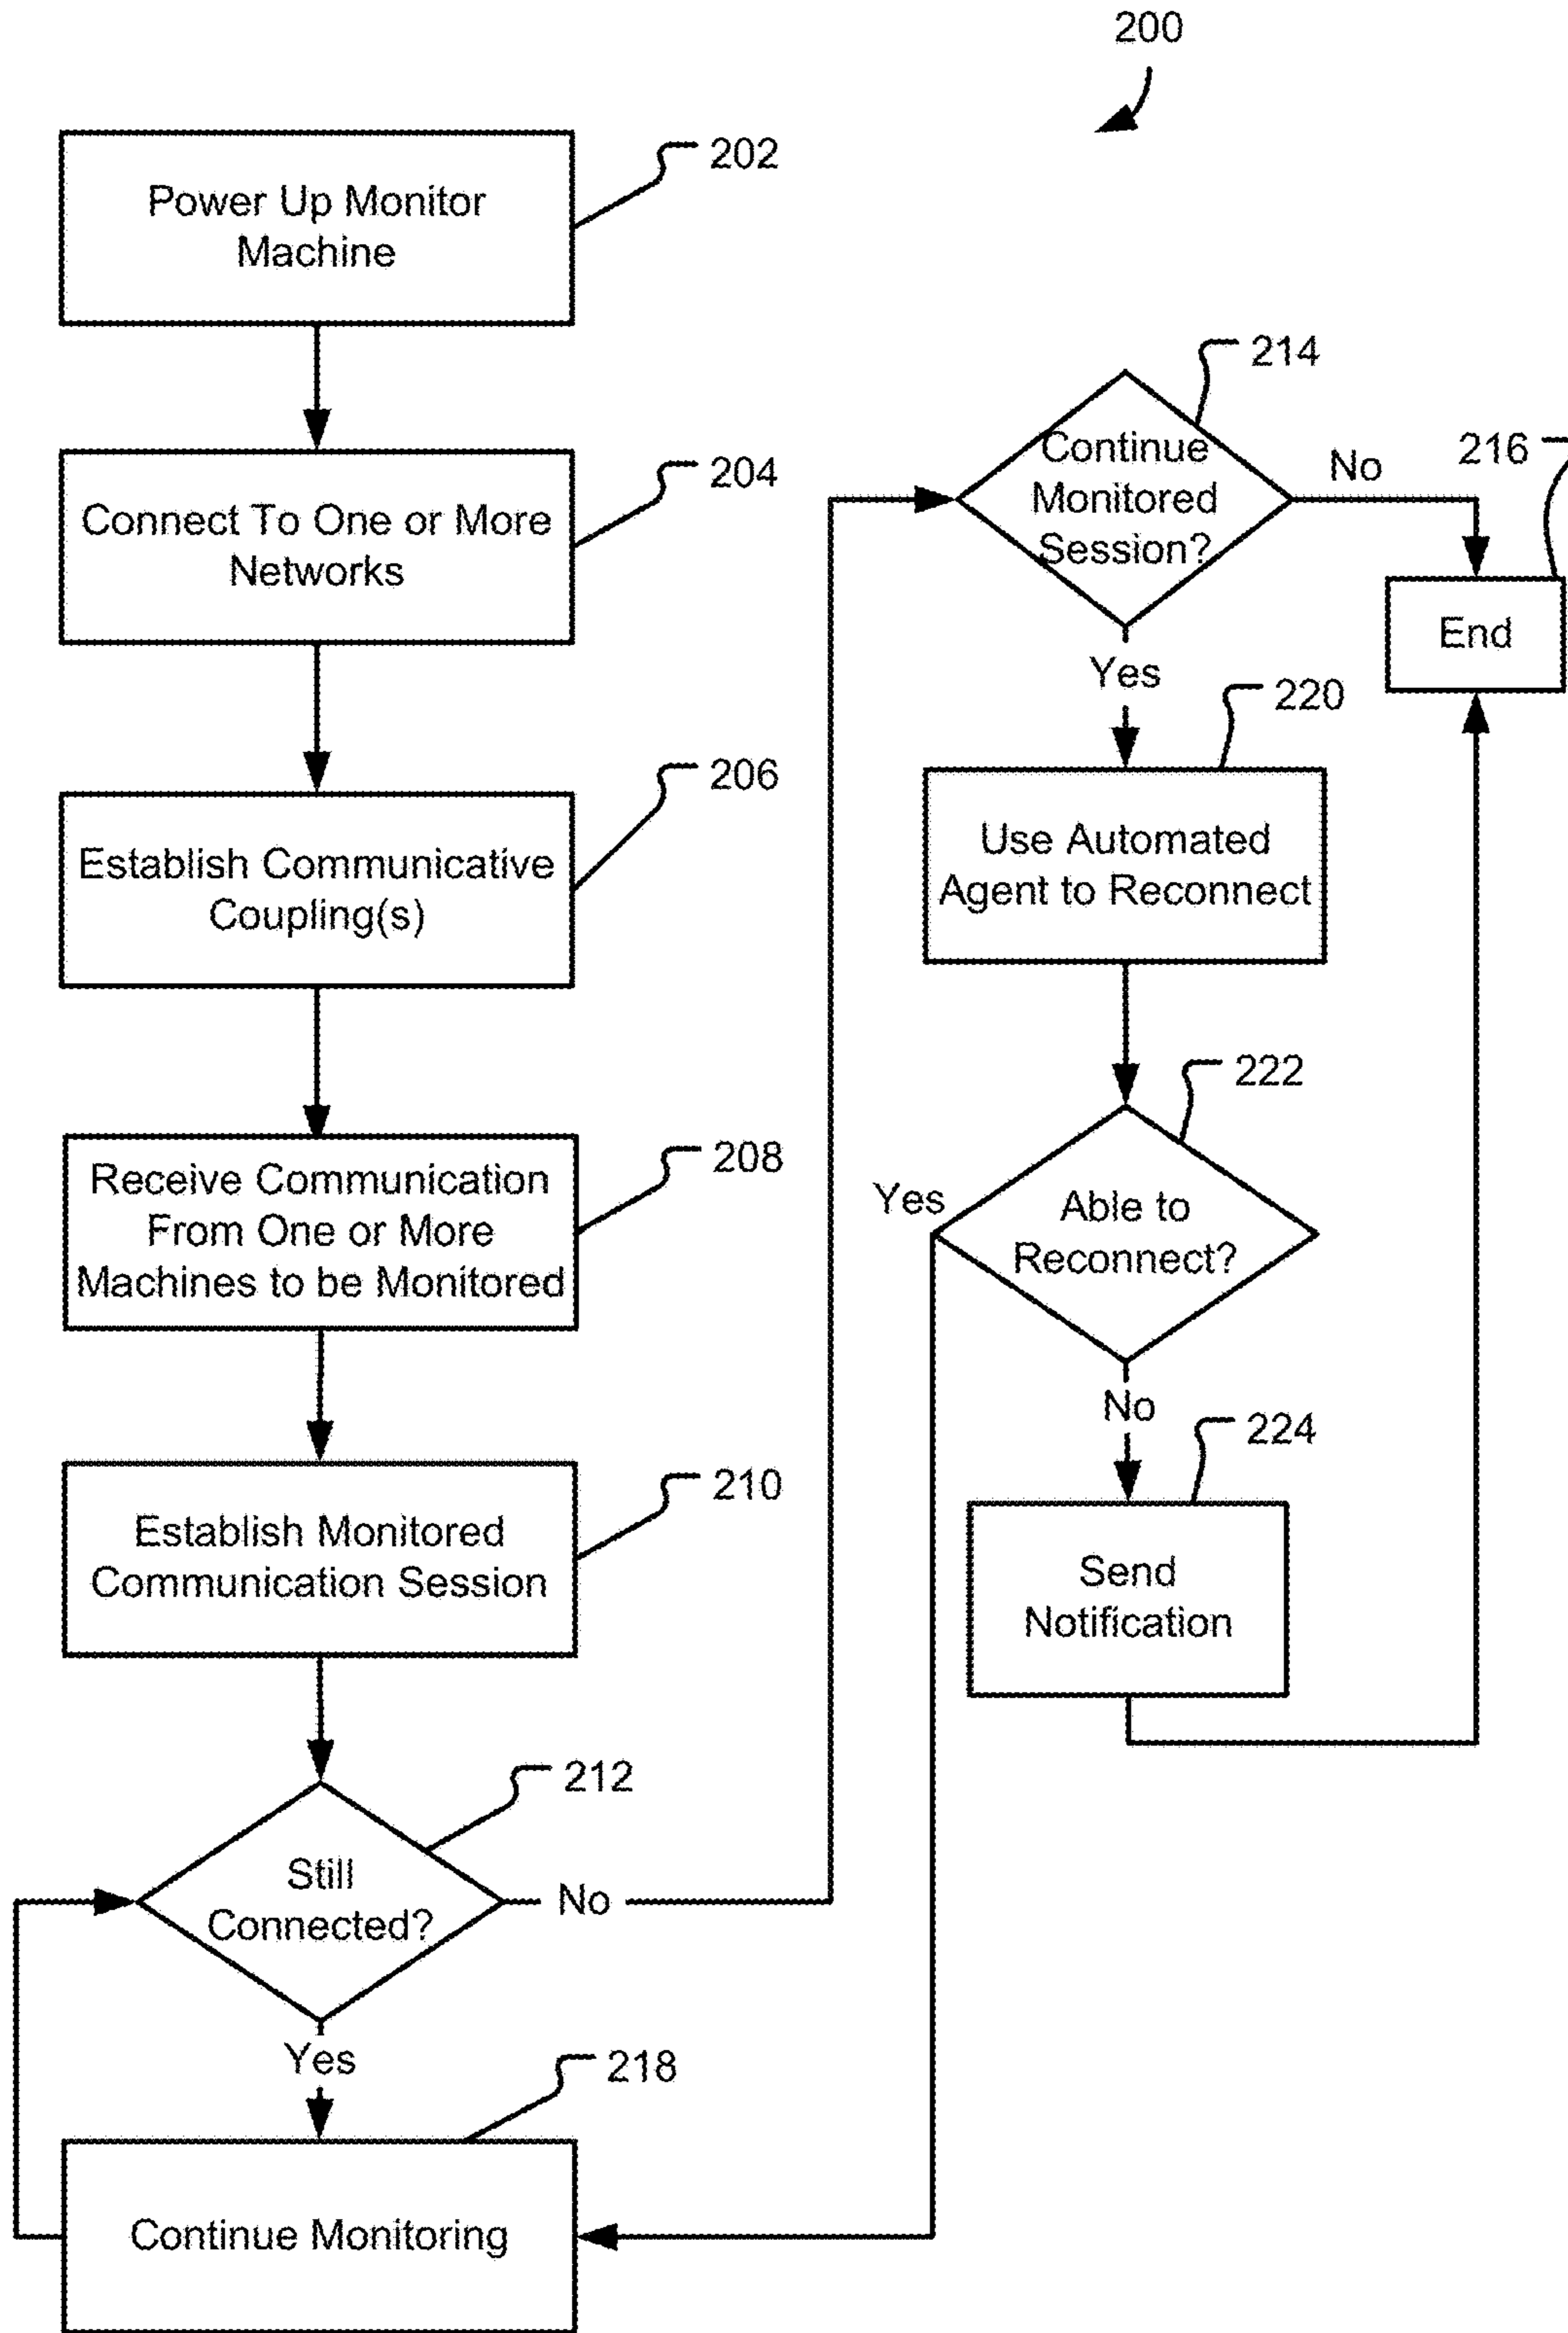 200
Power Up Monitor
Machine
202
Connect To One or More
Networks
204
Establish Communicative
Coupling(s)
206
Receive Communication
From One or More
Machines to be Monitored
208
Establish Monitored
Communication Session
210
Still
Connected?
212
No
Yes
Continue Monitoring
218
Continue
Monitored
Session?
214
No
216
End
Yes
Use Automated
Agent to Reconnect
220
Able to
Reconnect?
222
Yes
No
Send
Notification
224